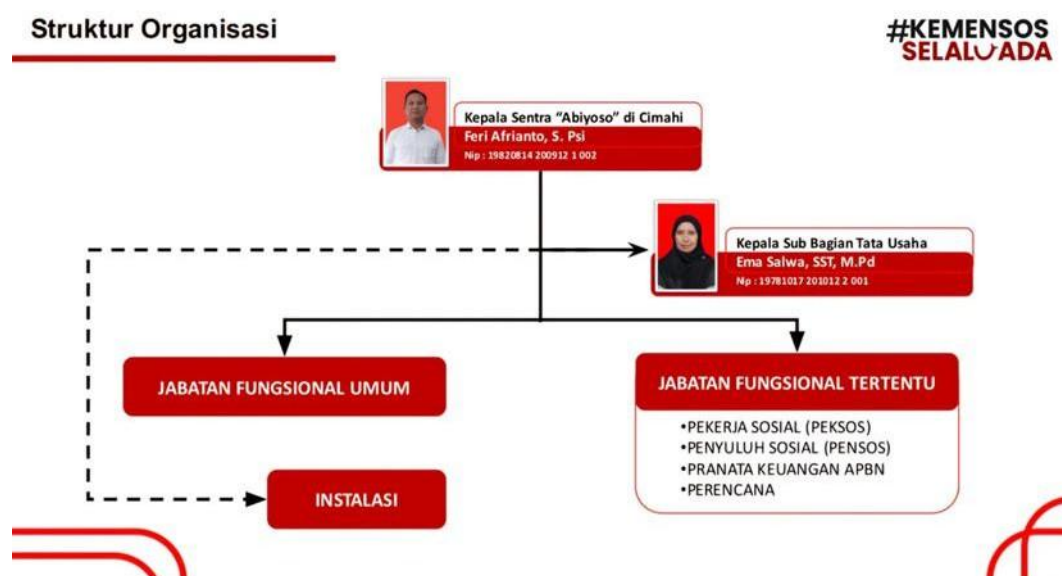 Struktur Organisasi
#KEMENSOS
SELALUADA
Kepala Sentra “Abiyoso” di Cimahi
Feri Afrianto, S. Psi
Nip : 19820814 200912 1 002
Kepala Sub Bagian Tata Usaha
Ema Salwa, SST, M.Pd
Nip : 19781017 201012 2 001
JABATAN FUNGSIONAL UMUM
JABATAN FUNGSIONAL TERTENTU
•PEKERJA SOSIAL (PEKSOS)
•PENYULUH SOSIAL (PENSOS)
•PRANATA KEUANGAN APBN
•PERENCANA
INSTALASI